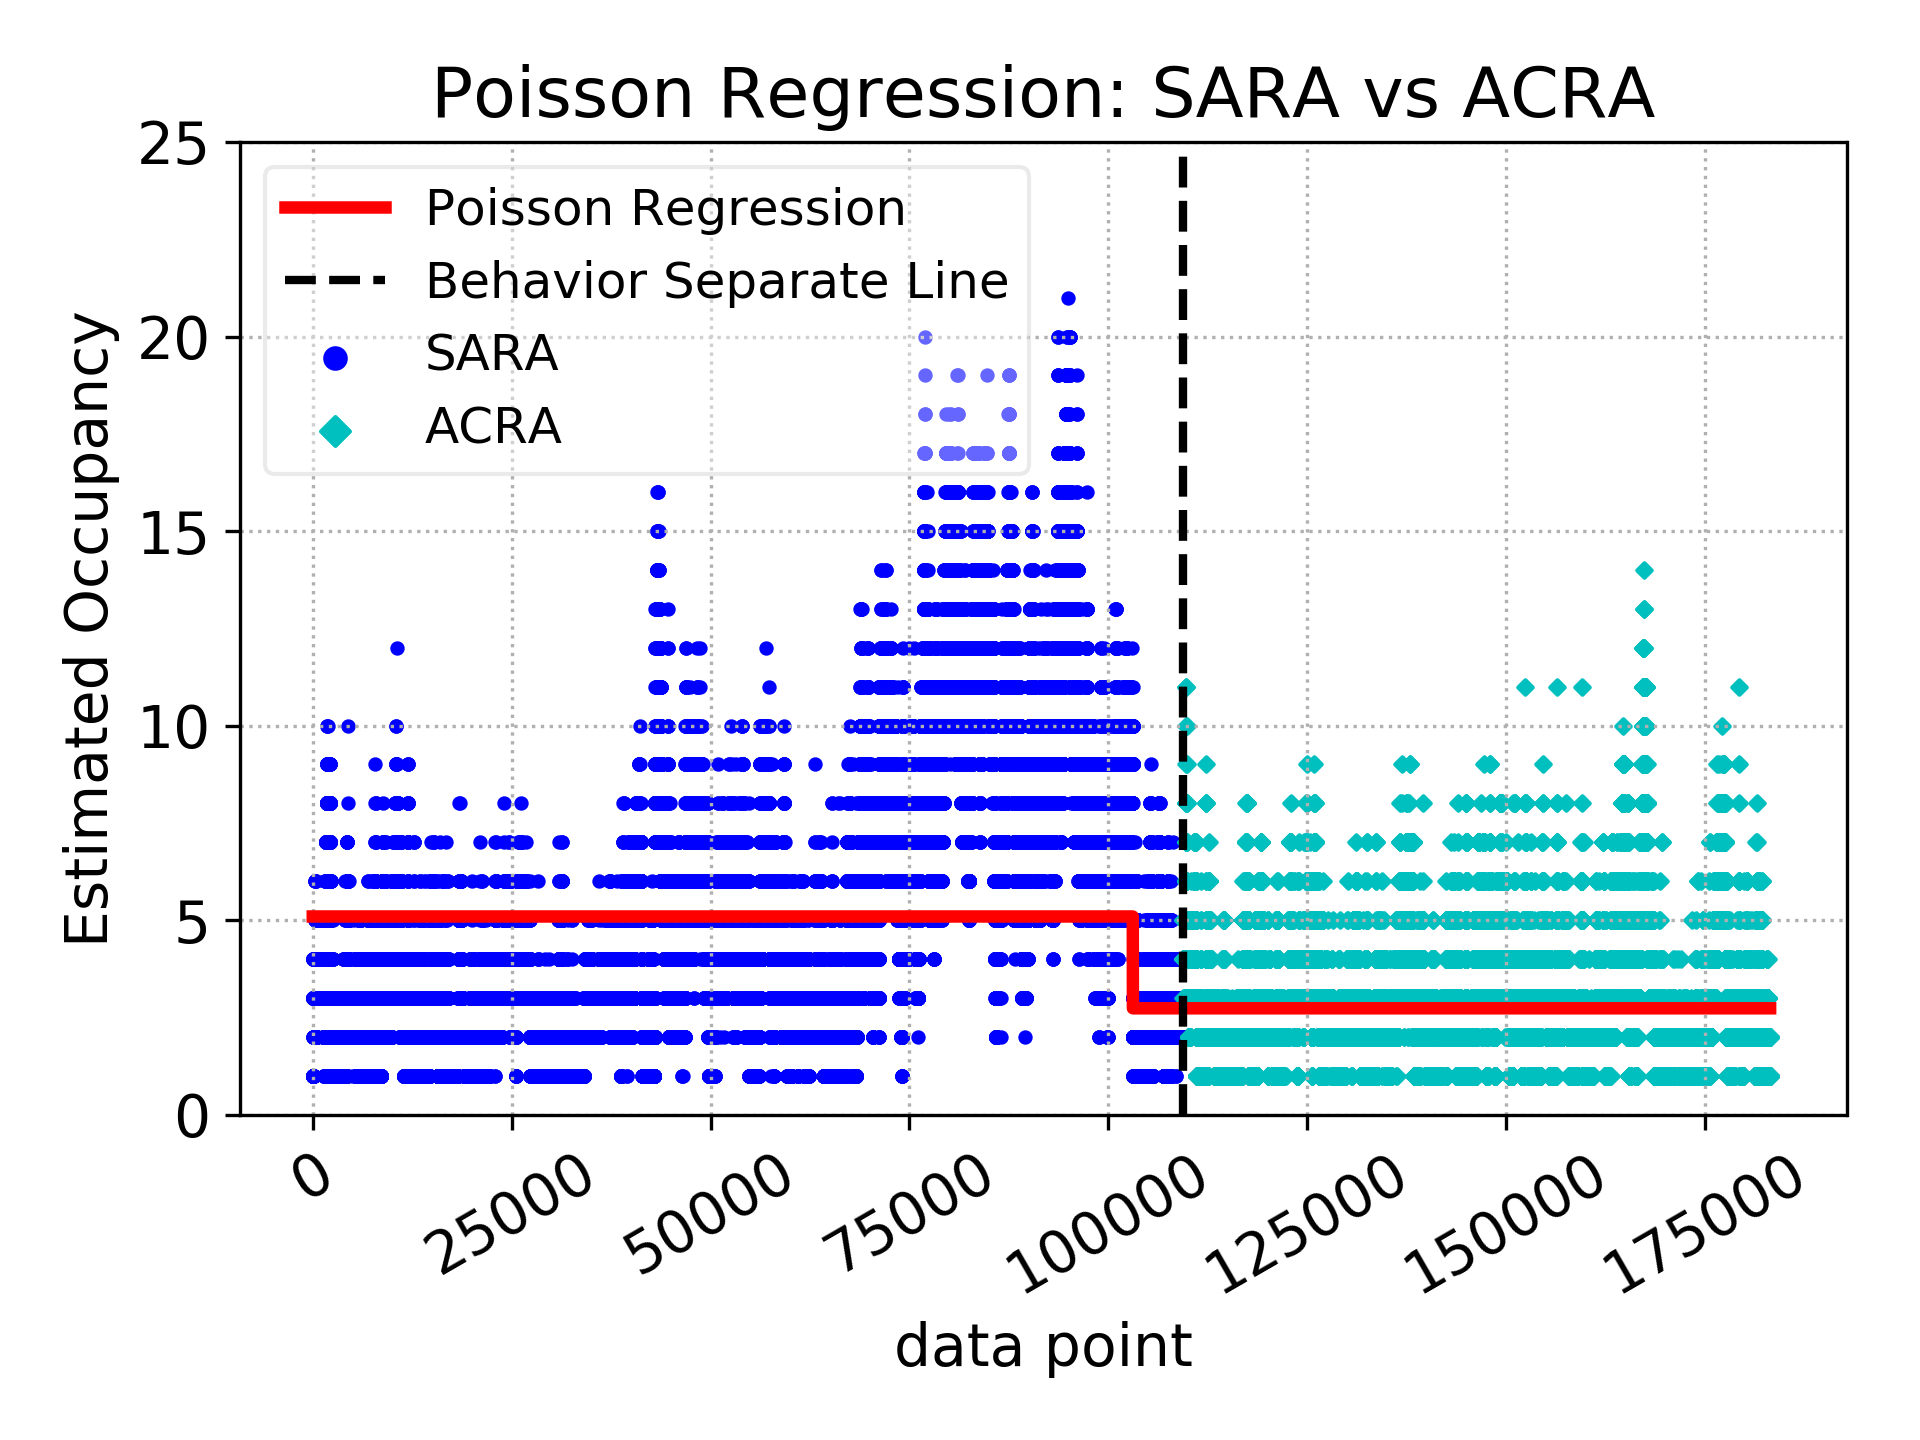 Poisson Regression: SARA vs ACRA
25
20
15
10
5
0
Estimated Occupancy
Poisson Regression
Behavior Separate Line
SARA
ACRA
0
25000
50000
75000
100000
125000
150000
175000
data point